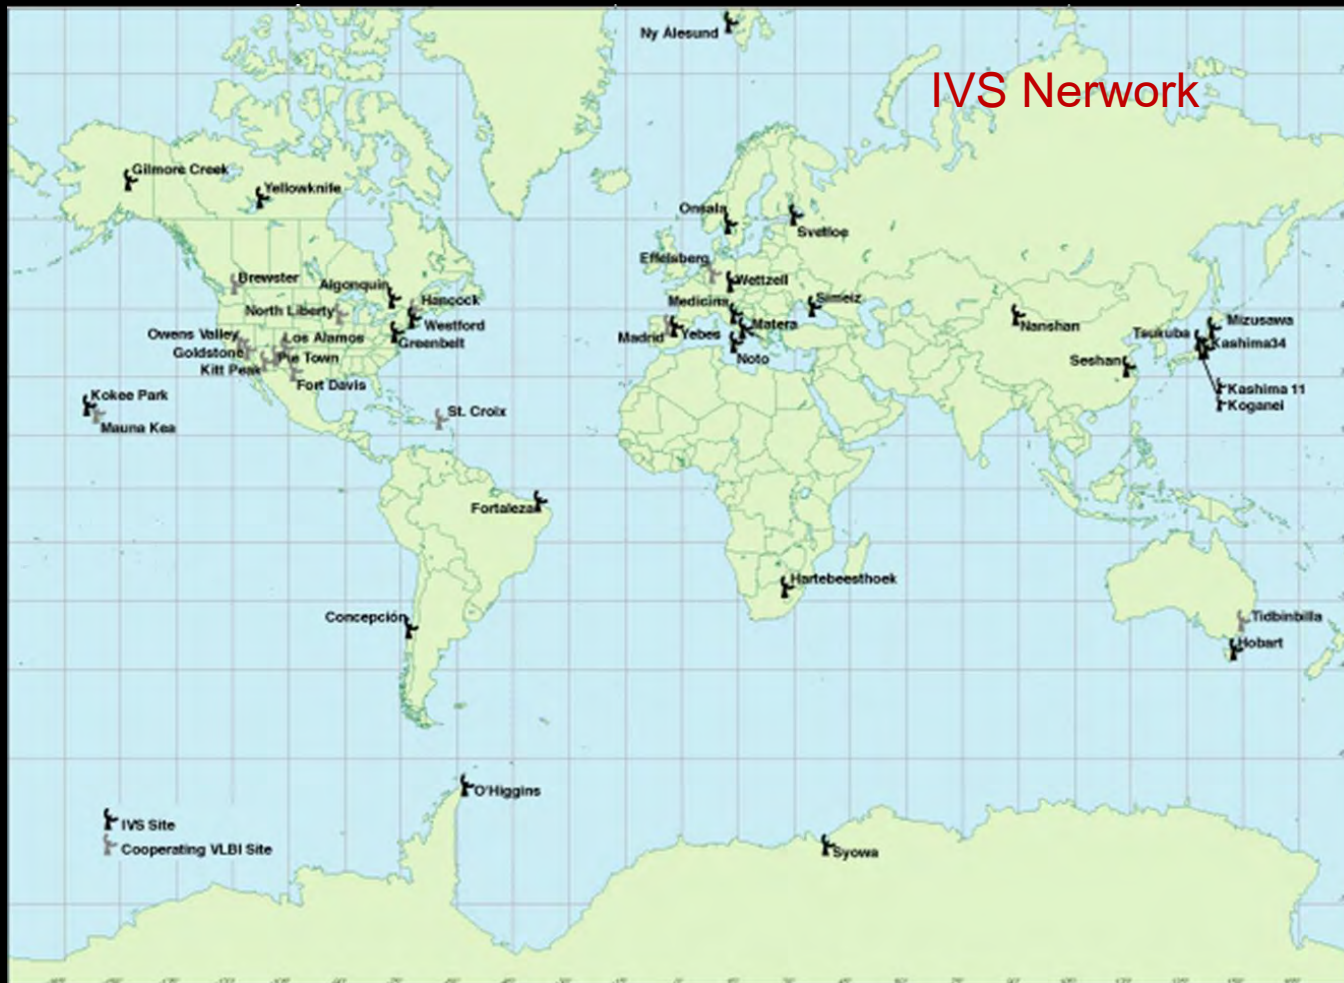 Ny Ålesund
IVS Nerwork
Gilmore Creek
Yellowknife
Onsala
Svetloe
Effelsberg
Wettzell
Brewster
Algonquin
Hancock
Medicina
Simeiz
North Liberty
Westford
Nanshan
Mizusawa
Owens Valley
Los Alamos
Greenbelt
Madrid
Yebes
Matera
Tsukuba
Kashima34
Goldstone
Pie Town
Noto
Seshan
Kitt Peak
Fort Davis
Kashima 11
Kokee Park
Koganei
St. Croix
Mauna Kea
Fortaleza
Hartebeesthoek
Concepción
Tidbinbilla
Hobart
O'Higgins
IVS Site
Cooperating VLBI Site
Syowa